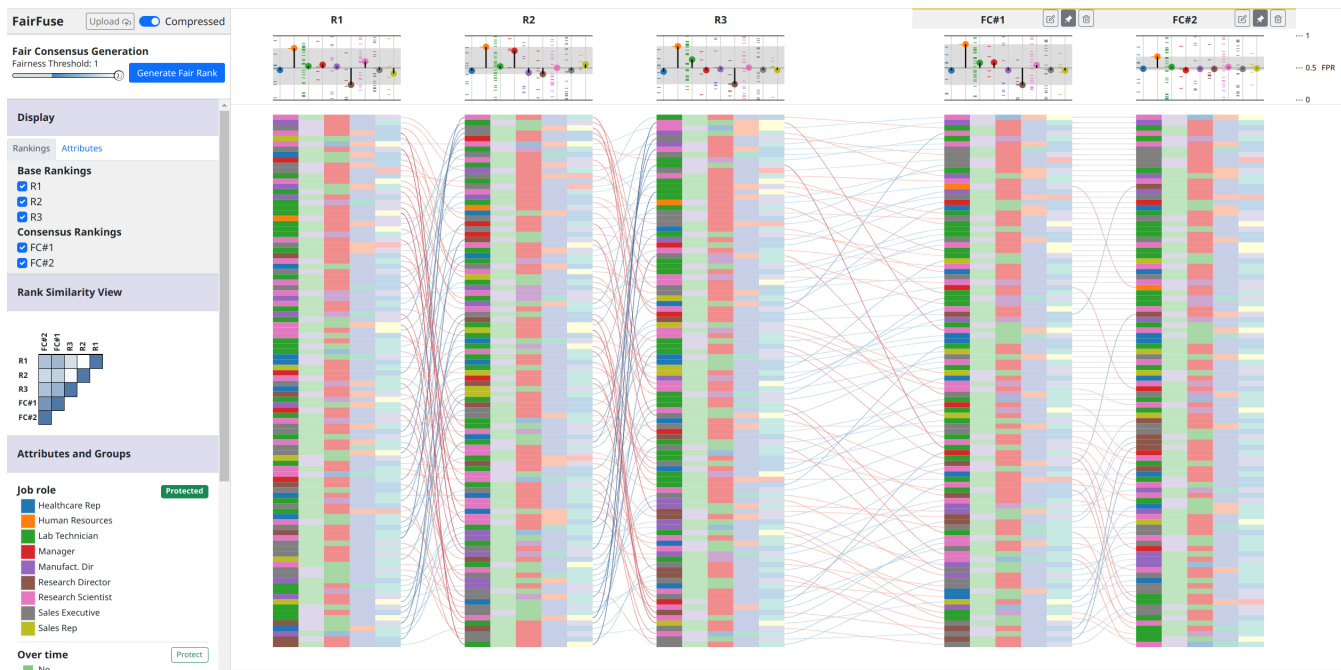 FairFuse
Upload
Compressed
R1
R2
R3
FC#1
FC#2
Fair Consensus Generation
Fairness Threshold: 1
Generate Fair Rank
1
0.5 FPR
0
Display
Rankings
Attributes
Base Rankings
R1
R2
R3
Consensus Rankings
FC#1
FC#2
Rank Similarity View
FC#2
FC#1
R3
R2
R1
R1
R2
R3
FC#1
FC#2
Attributes and Groups
Job role
Protected
Healthcare Rep
Human Resources
Lab Technician
Manager
Manufact. Dir
Research Director
Research Scientist
Sales Executive
Sales Rep
Over time
Protect
No